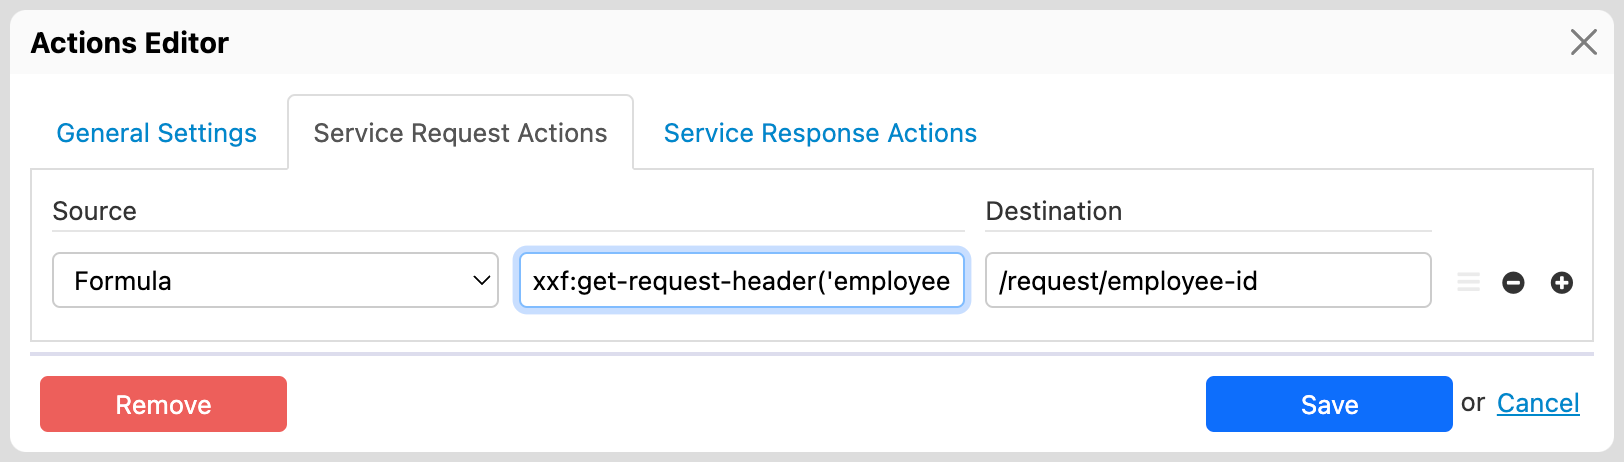 Actions Editor
General Settings
Service Request Actions
Service Response Actions
Source
Destination
Formula
xxf:get-request-header('employee
/request/employee-id
Remove
Save or Cancel